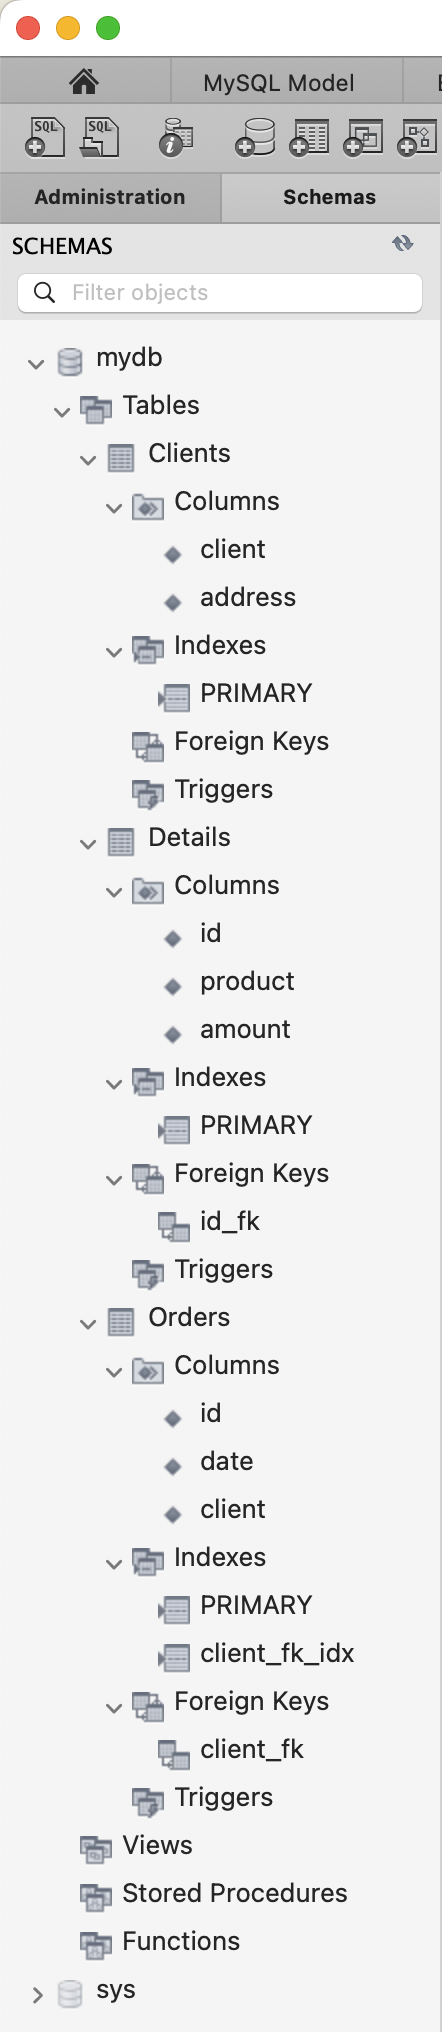 MySQL Model
SQL SQL
Administration Schemas
SCHEMAS
Filter objects
mydb
Tables
Clients
Columns
client
address
Indexes
PRIMARY
Foreign Keys
Triggers
Details
Columns
id
product
amount
Indexes
PRIMARY
Foreign Keys
id_fk
Triggers
Orders
Columns
id
date
client
Indexes
PRIMARY
client_fk_idx
Foreign Keys
client_fk
Triggers
Views
Stored Procedures
Functions
sys